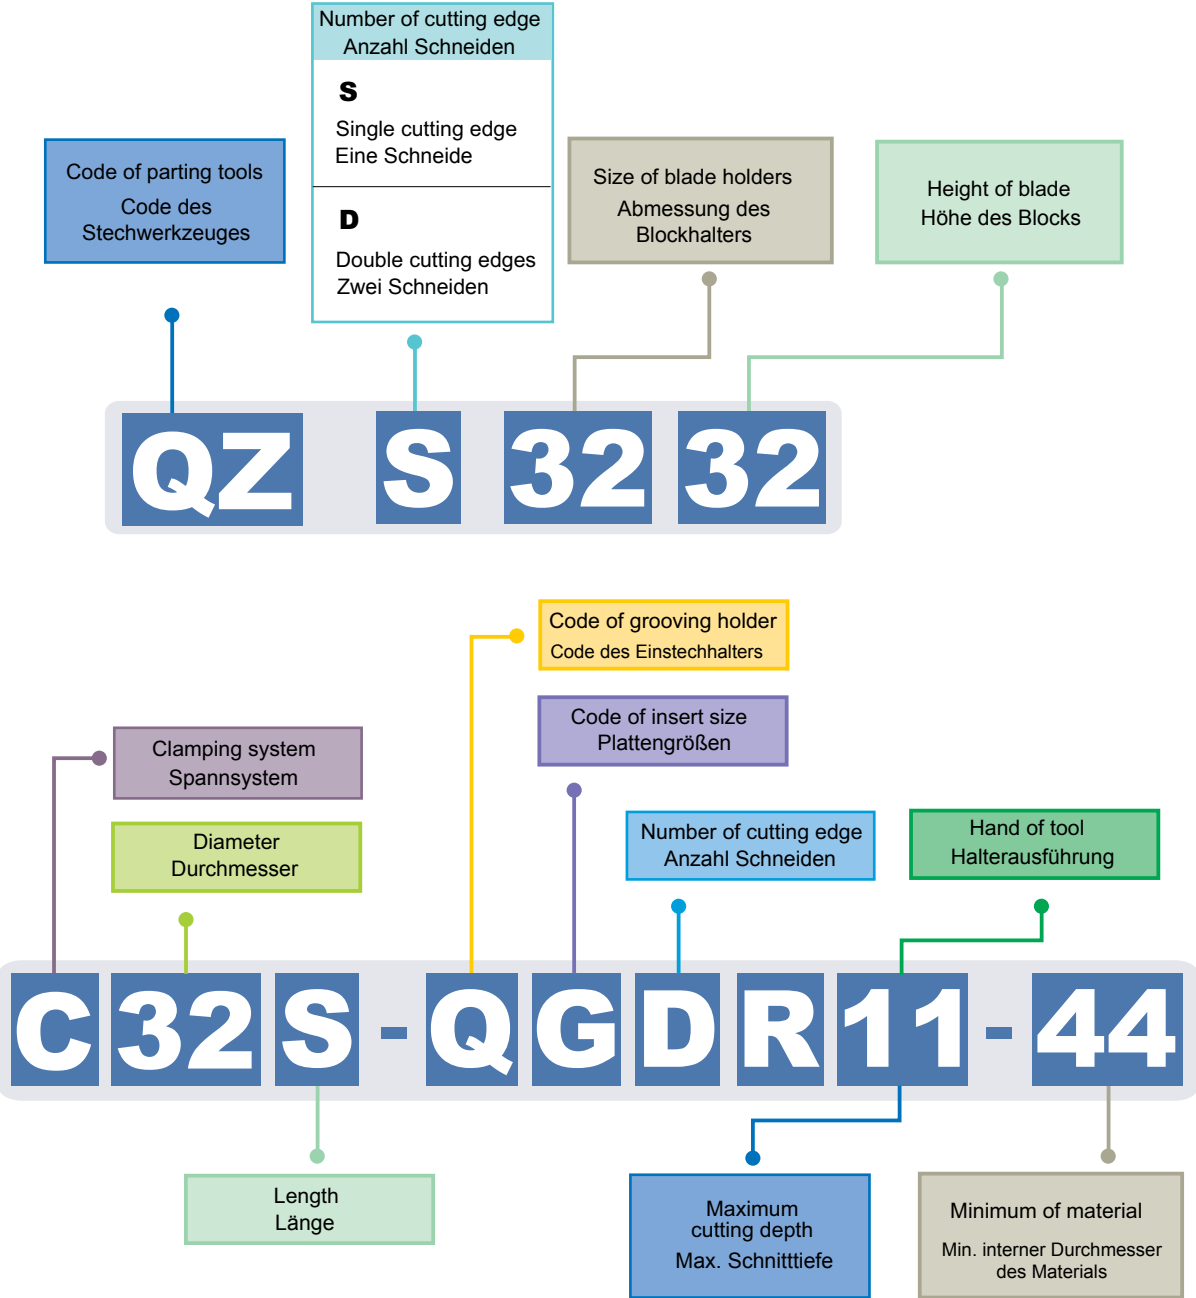 Number of cutting edge
Anzahl Schneiden
S
Single cutting edge
Eine Schneide
D
Double cutting edges
Zwei Schneiden
Code of parting tools
Code des
Stechwerkzeuges
Size of blade holders
Abmessung des
Blockhalters
Height of blade
Höhe des Blocks
QZ S 32 32
Code of grooving holder
Code des Einstechhalters
Code of insert size
Plattengrößen
Clamping system
Spannsystem
Diameter
Durchmesser
Number of cutting edge
Anzahl Schneiden
Hand of tool
Halterausführung
C 32 S - Q G D R 11 - 44
Length
Länge
Maximum
cutting depth
Max. Schnitttiefe
Minimum of material
Min. interner Durchmesser
des Materials